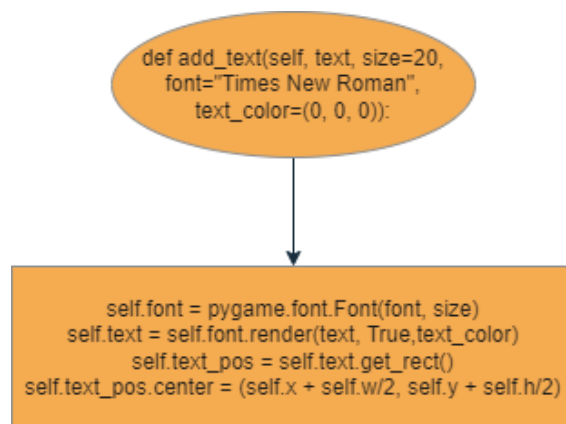 def add_text(self, text, size=20,
font="Times New Roman",
text_color=(0, 0, 0)):
self.font = pygame.font.Font(font, size)
self.text = self.font.render(text, True,text_color)
self.text_pos = self.text.get_rect()
self.text_pos.center = (self.x + self.w/2, self.y + self.h/2)